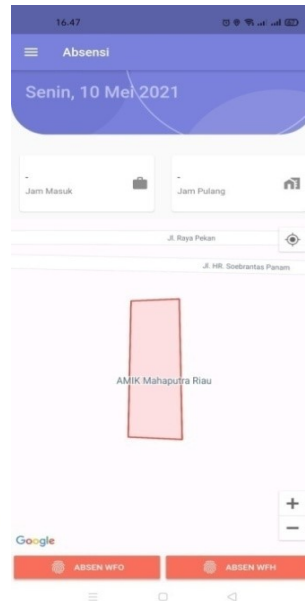 16.47
Absensi
Senin, 10 Mei 2021
-
Jam Masuk
-
Jam Pulang
Jl. Raya Pekan
Jl. HR. Soebrantas Panam
AMIK Mahaputra Riau
+
−
Google
ABSEN WFO
ABSEN WFH